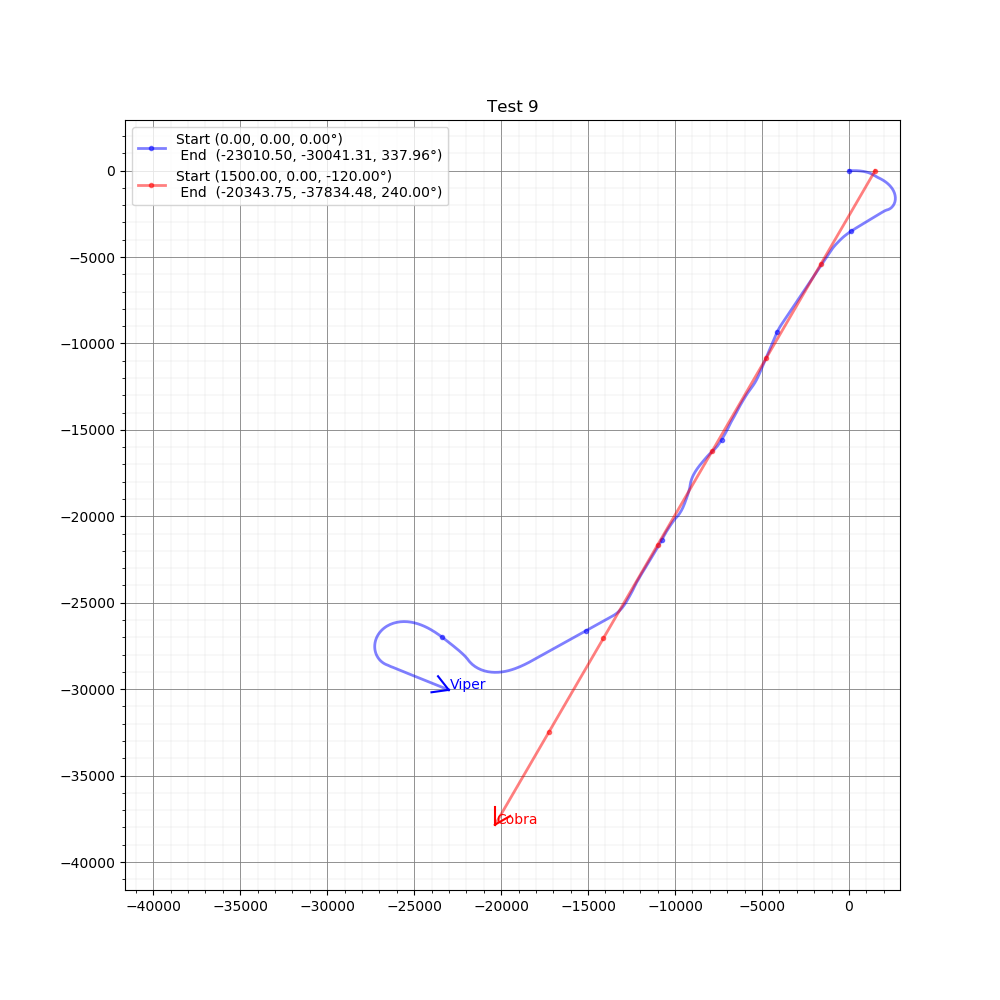 Test 9
Start (0.00, 0.00, 0.00°)
End (-23010.50, -30041.31, 337.96°)
Start (1500.00, 0.00, -120.00°)
End (-20343.75, -37834.48, 240.00°)
0
−5000
−10000
−15000
−20000
−25000
−30000
−35000
−40000
Viper
Cobra
−40000 −35000 −30000 −25000 −20000 −15000 −10000 −5000 0